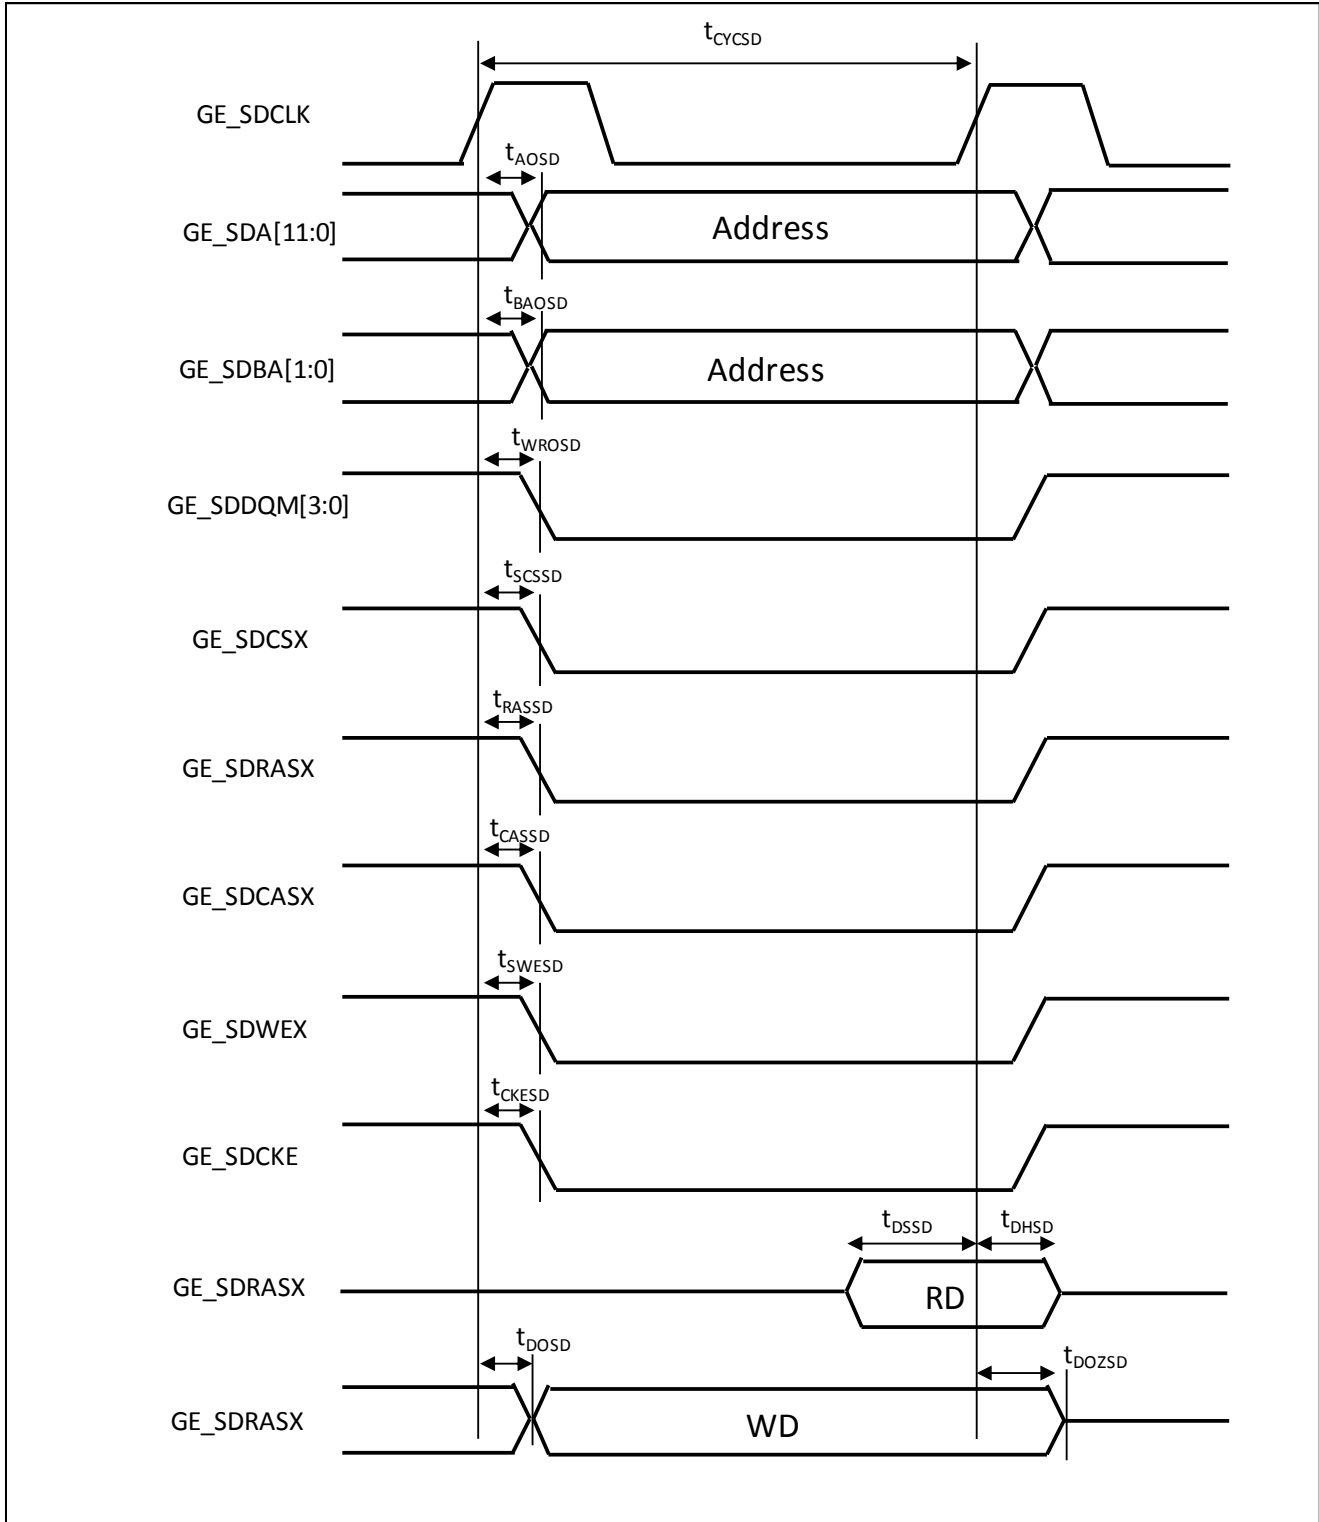 tCYCSD
GE_SDCLK
tAOSD
GE_SDA[11:0]
Address
tBAOSD
GE_SDBA[1:0]
Address
tWROSD
GE_SDDQM[3:0]
tSCSSD
GE_SDCSX
tRASSD
GE_SDRASX
tCASSD
GE_SDCASX
tSWESD
GE_SDWEX
tCKESD
GE_SDCKE
tDSSD tDHSD
GE_SDRASX
RD
tDOSD
tDOZSD
GE_SDRASX
WD